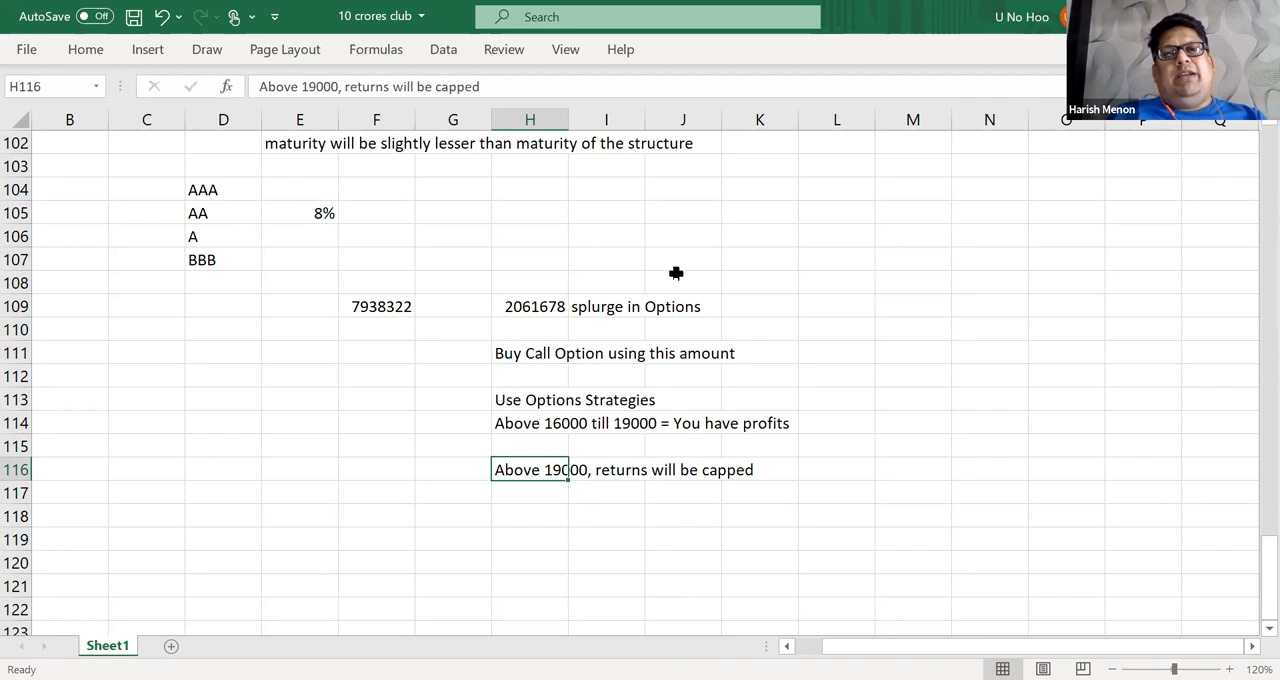 AutoSave Off 10 crores club Search U No Hoo
File Home Insert Draw Page Layout Formulas Data Review View Help
Harish Menon
H116 fx Above 19000, returns will be capped
B C D E F G H I J K L M N O P Q
102 maturity will be slightly lesser than maturity of the structure
103
104 AAA
105 AA 8%
106 A
107 BBB
108
109 7938322 2061678 splurge in Options
110
111 Buy Call Option using this amount
112
113 Use Options Strategies
114 Above 16000 till 19000 = You have profits
115
116 Above 19000, returns will be capped
117
118
119
120
121
122
123
Sheet1
Ready 120%